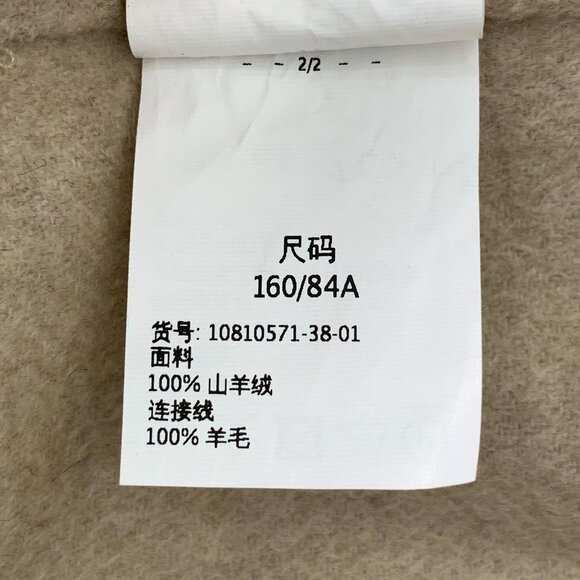 - - 2/2 - -
尺码
160/84A
货号: 10810571-38-01
面料
100% 山羊绒
连接线
100% 羊毛